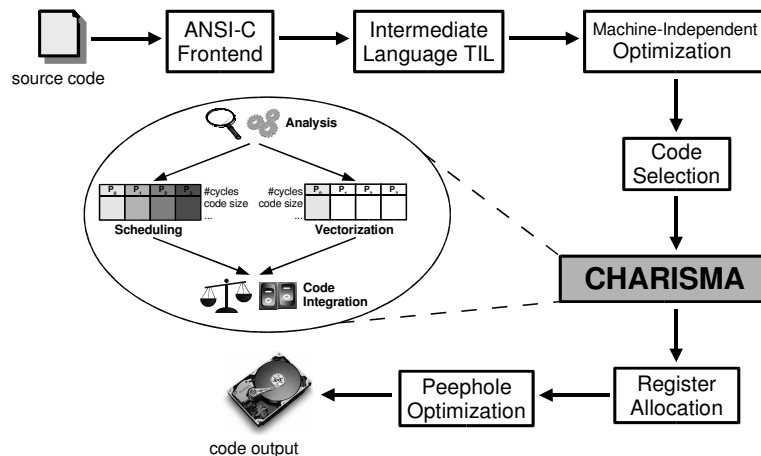 source code
ANSI-C
Frontend
Intermediate
Language TIL
Machine-Independent
Optimization
Code
Selection
CHARISMA
Register
Allocation
Peephole
Optimization
code output
Analysis
P0 P1 P2 P3
#cycles
code size
...
Scheduling
#cycles
code size
...
P0 P1 P2 P3
Vectorization
Code
Integration